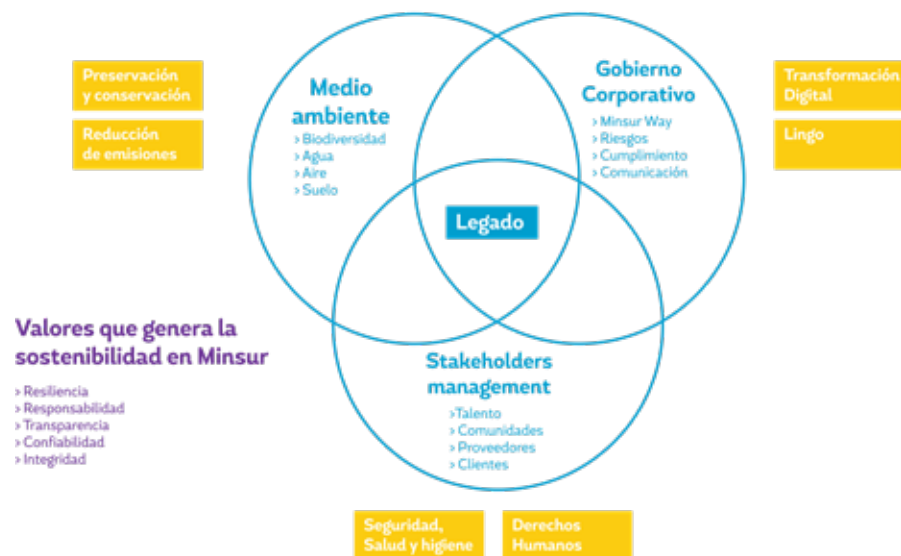 Preservación
y conservación
Reducción
de emisiones
Medio
ambiente
> Biodiversidad
> Agua
> Aire
> Suelo
Gobierno
Corporativo
> Minsur Way
> Riesgos
> Cumplimiento
> Comunicación
Transformación
Digital
Lingo
Legado
Valores que genera la
sostenibilidad en Minsur
> Resiliencia
> Responsabilidad
> Transparencia
> Confiabilidad
> Integridad
Stakeholders
management
>Talento
> Comunidades
> Proveedores
> Clientes
Seguridad,
Salud y higiene
Derechos
Humanos